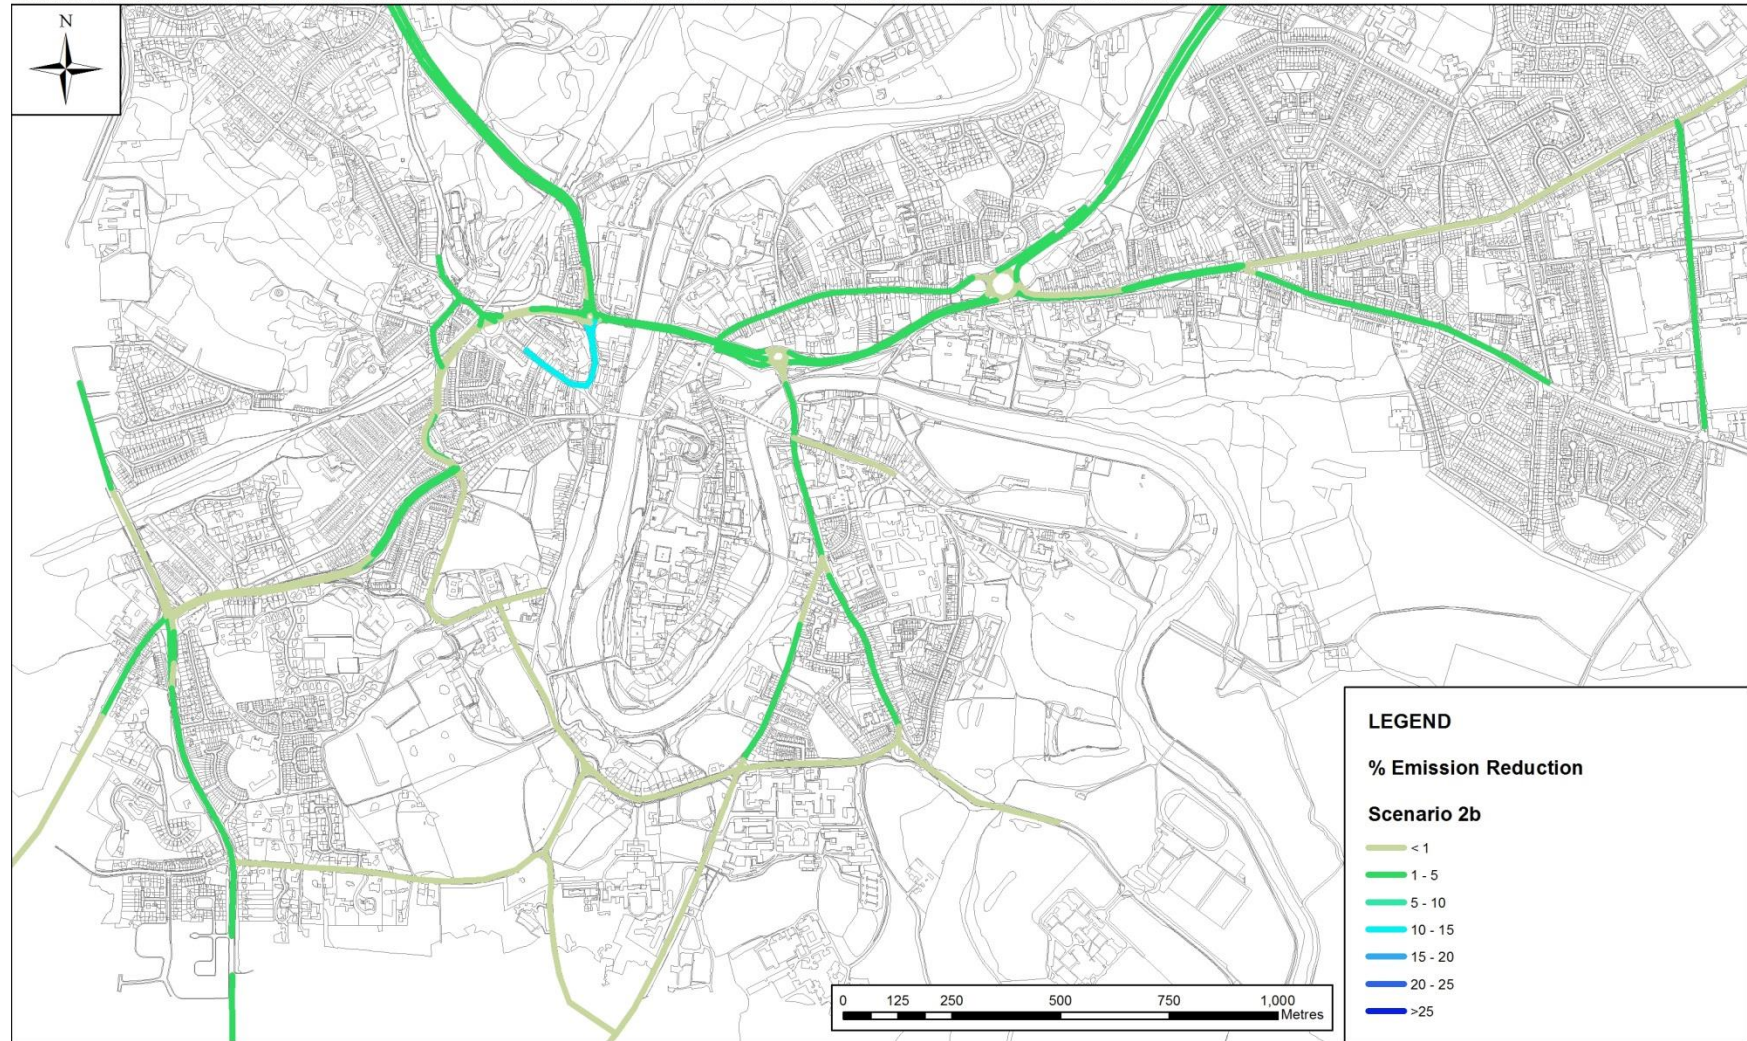 N
LEGEND
% Emission Reduction
Scenario 2b
< 1
1 - 5
5 - 10
10 - 15
15 - 20
20 - 25
>25
0 125 250 500 750 1,000
Metres